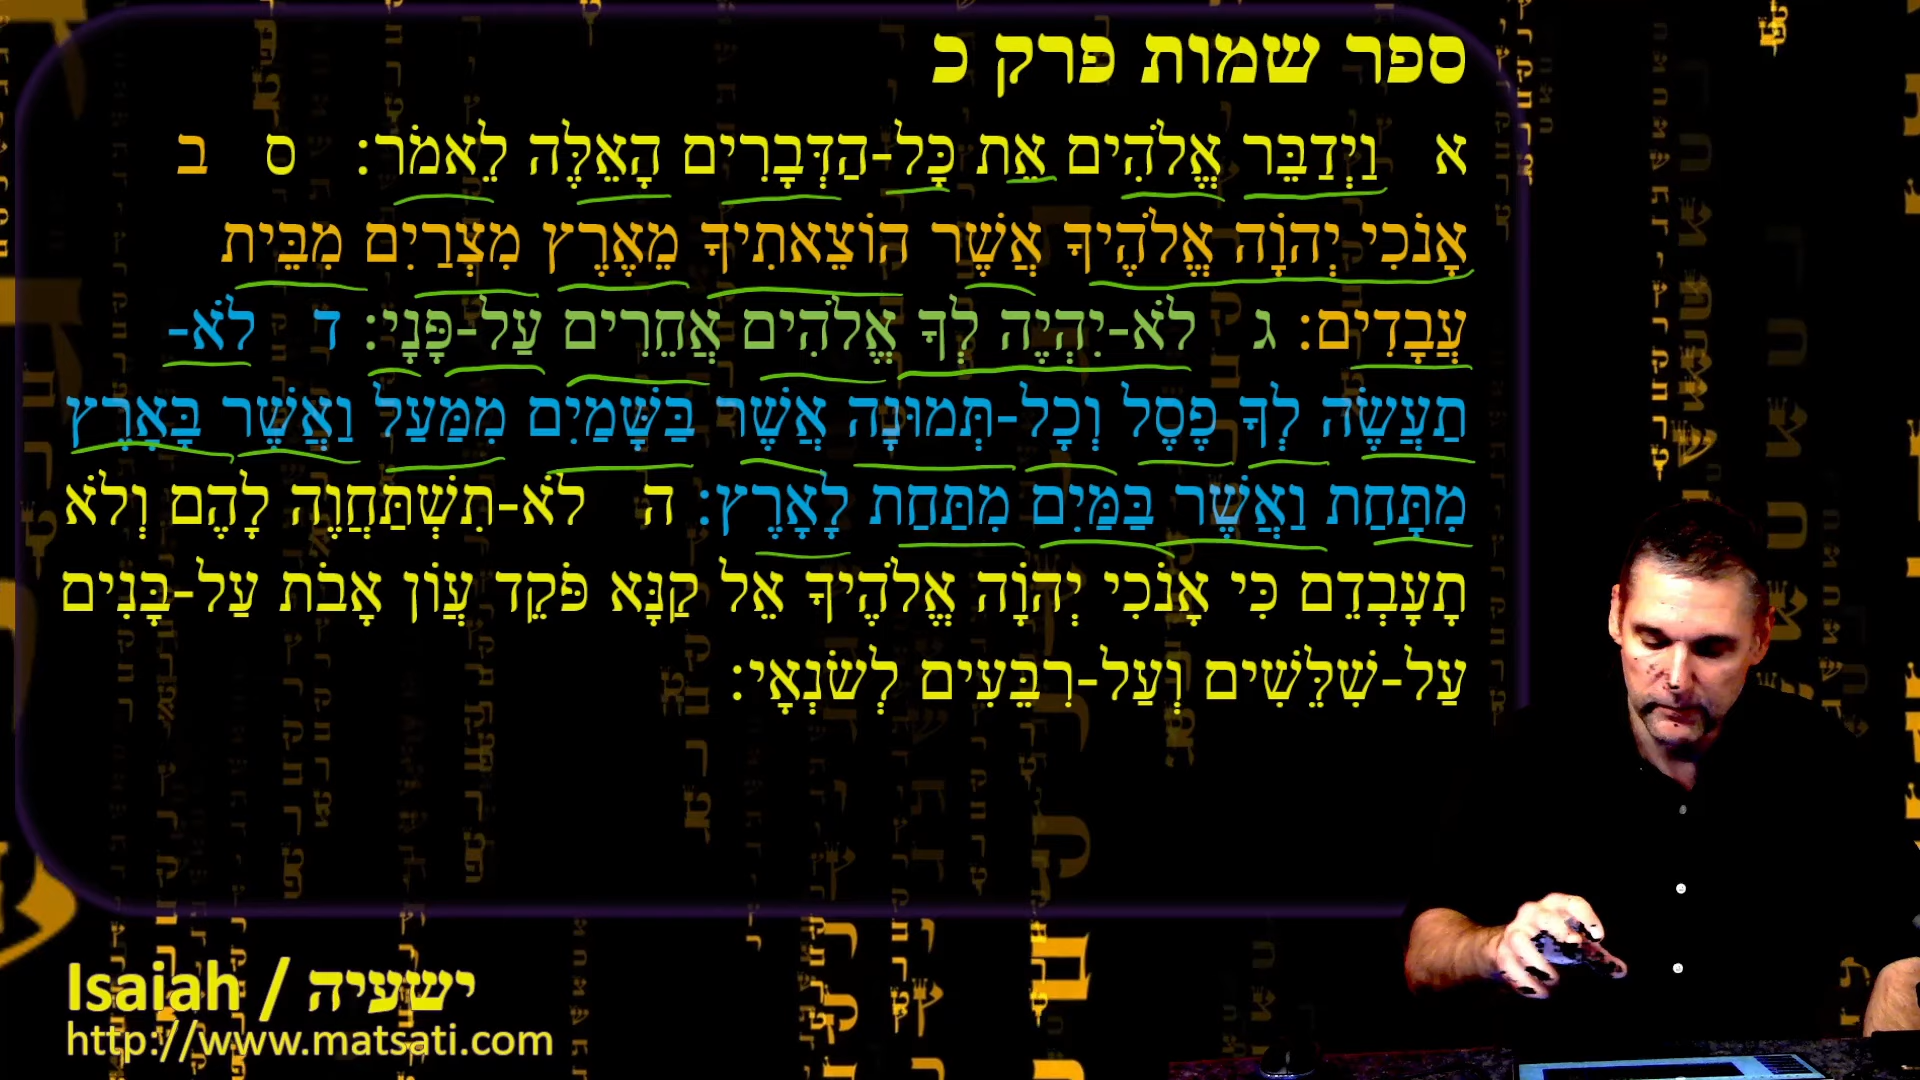 ספר שמות פרק כ
א וַיְדַבֵּר אֱלֹהִים אֵת כָּל-הַדְּבָרִים הָאֵלֶּה לֵאמֹר: ס ב
אָנֹכִי יְהוָֹה אֱלֹהֶיךָ אֲשֶׁר הוֹצֵאתִיךָ מֵאֶרֶץ מִצְרַיִם מִבֵּית
עֲבָדִים: ג לֹא-יִהְיֶה לְךָ אֱלֹהִים אֲחֵרִים עַל-פָּנָי: ד לֹא-
תַעֲשֶׂה לְךָ פֶסֶל וְכָל-תְּמוּנָה אֲשֶׁר בַּשָּׁמַיִם מִמַּעַל וַאֲשֶׁר בָּאָרֶץ
מִתָּחַת וַאֲשֶׁר בַּמַּיִם מִתַּחַת לָאָרֶץ: ה לֹא-תִשְׁתַּחֲוֶה לָהֶם וְלֹא
תָעָבְדֵם כִּי אָנֹכִי יְהוָֹה אֱלֹהֶיךָ אֵל קַנָּא פֹּקֵד עֲוֹן אָבֹת עַל-בָּנִים
עַל-שִׁלֵּשִׁים וְעַל-רִבֵּעִים לְשֹׂנְאָי:
Isaiah / ישעיה
http://www.matsati.com